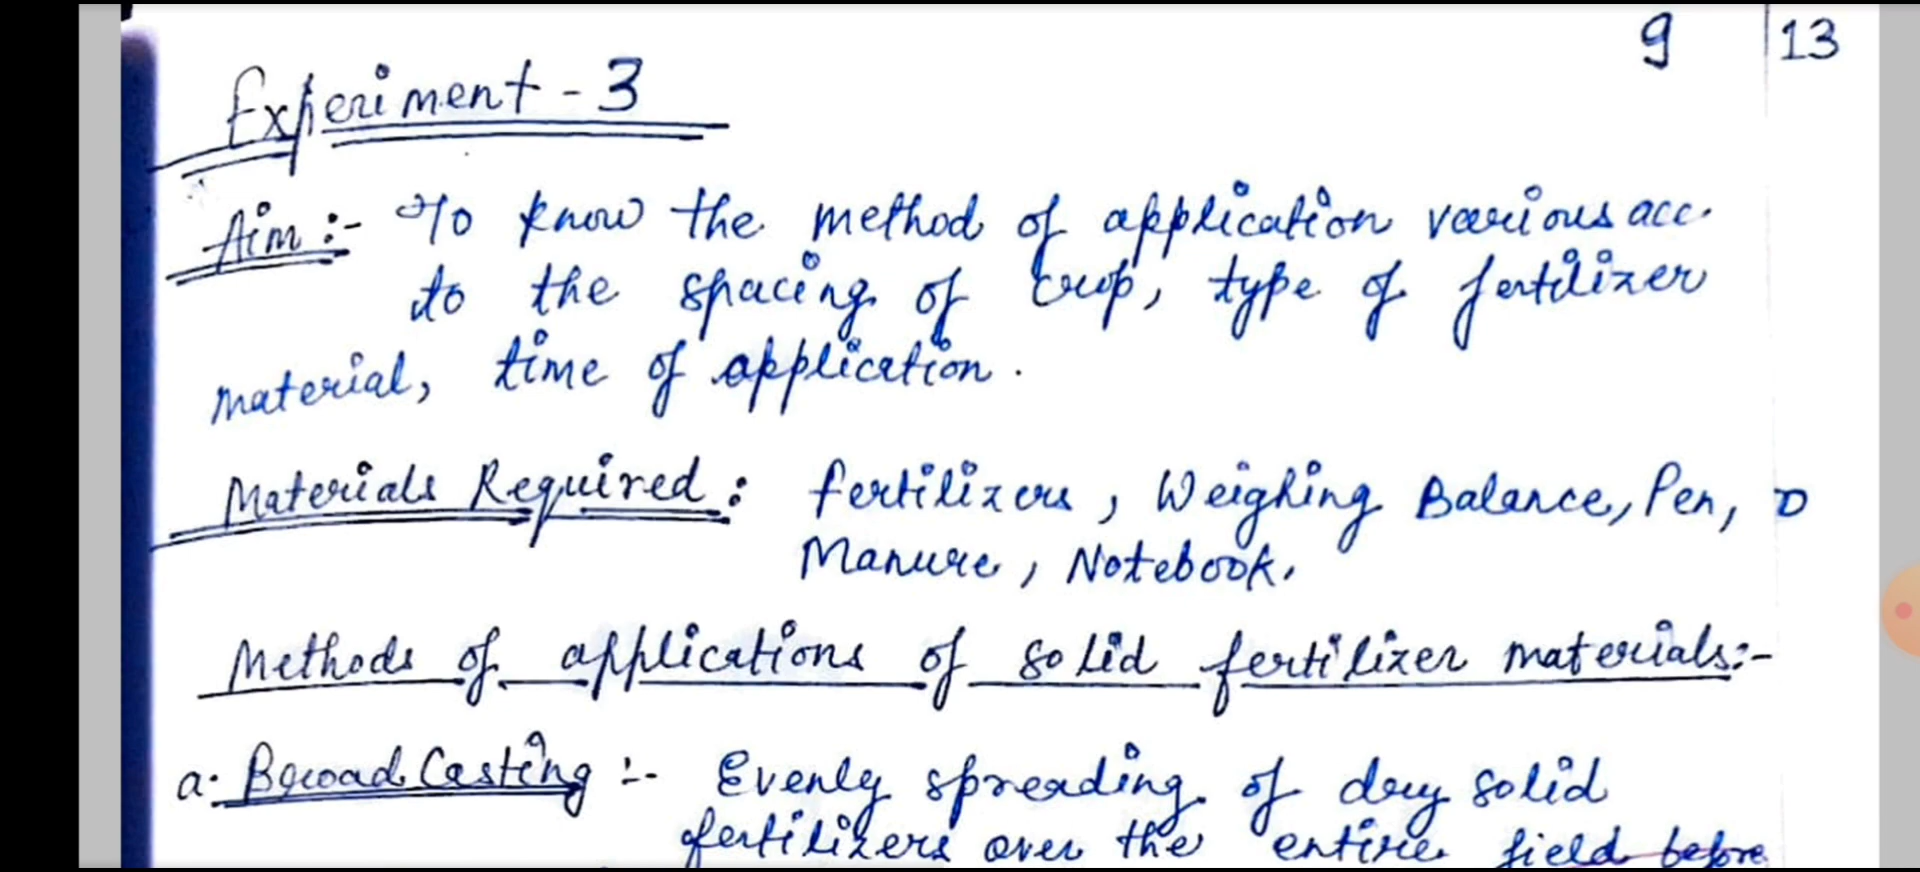 9 13
Experiment - 3
Aim :- To know the method of application various acc.
to the spacing of crop, type of fertilizer
material, time of application.
Materials Required : fertilizers, Weighing Balance, Pen,
Manure, Notebook.
Methods of applications of solid fertilizer materials:-
a. Broad Casting :- Evenly spreading of dry solid
fertilizers over the entire field before